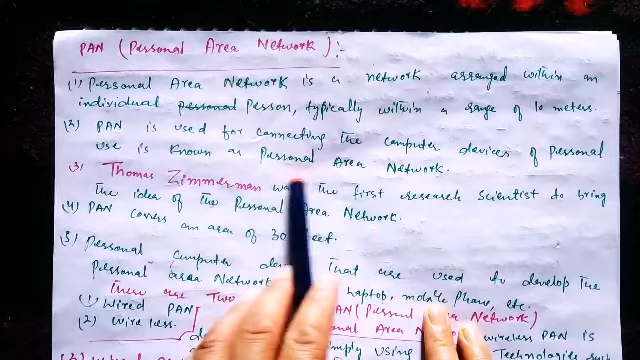 PAN (Personal Area Network):-
(1) Personal Area Network is a network arranged within an
individual personal Person, typically within a range of 10 meters.
(2) PAN is used for connecting the computer devices of personal
use is known as Personal Area Network.
(3) Thomas Zimmerman was the first research scientist to bring
the idea of the Personal Area Network.
(4) PAN covers an area of 30 feet.
(5) Personal computer that are used to develop the
personal area Network Laptop, mobile phone, etc.
There are Two PAN (Personal Area Network)
(1) Wired PAN
(2) Wireless Area Network wireless PAN is
simply using Technologies such